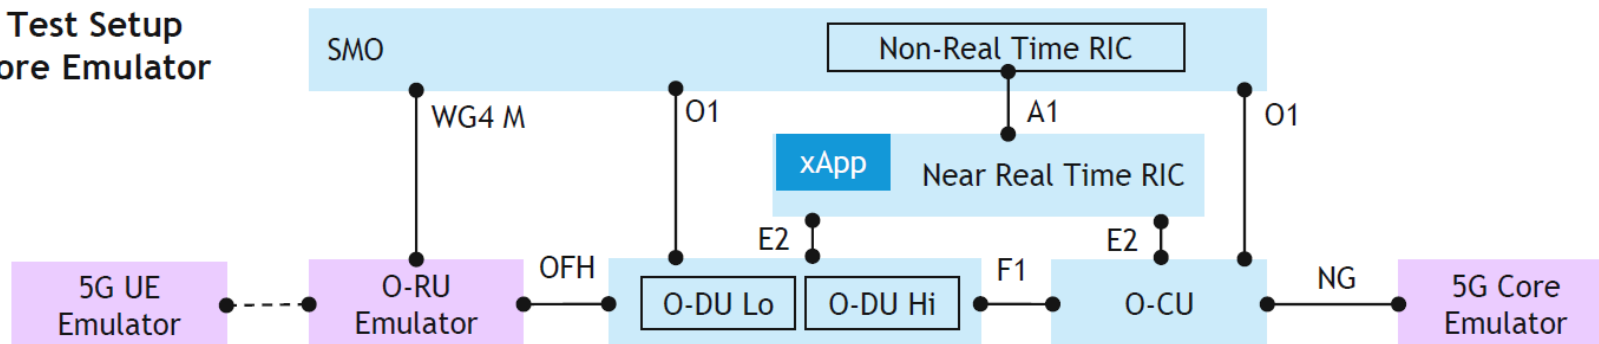 Test Setup
ore Emulator
SMO
Non-Real Time RIC
WG4 M
O1
A1
O1
xApp
Near Real Time RIC
E2
E2
5G UE
Emulator
O-RU
Emulator
OFH
O-DU Lo
O-DU Hi
F1
O-CU
NG
5G Core
Emulator